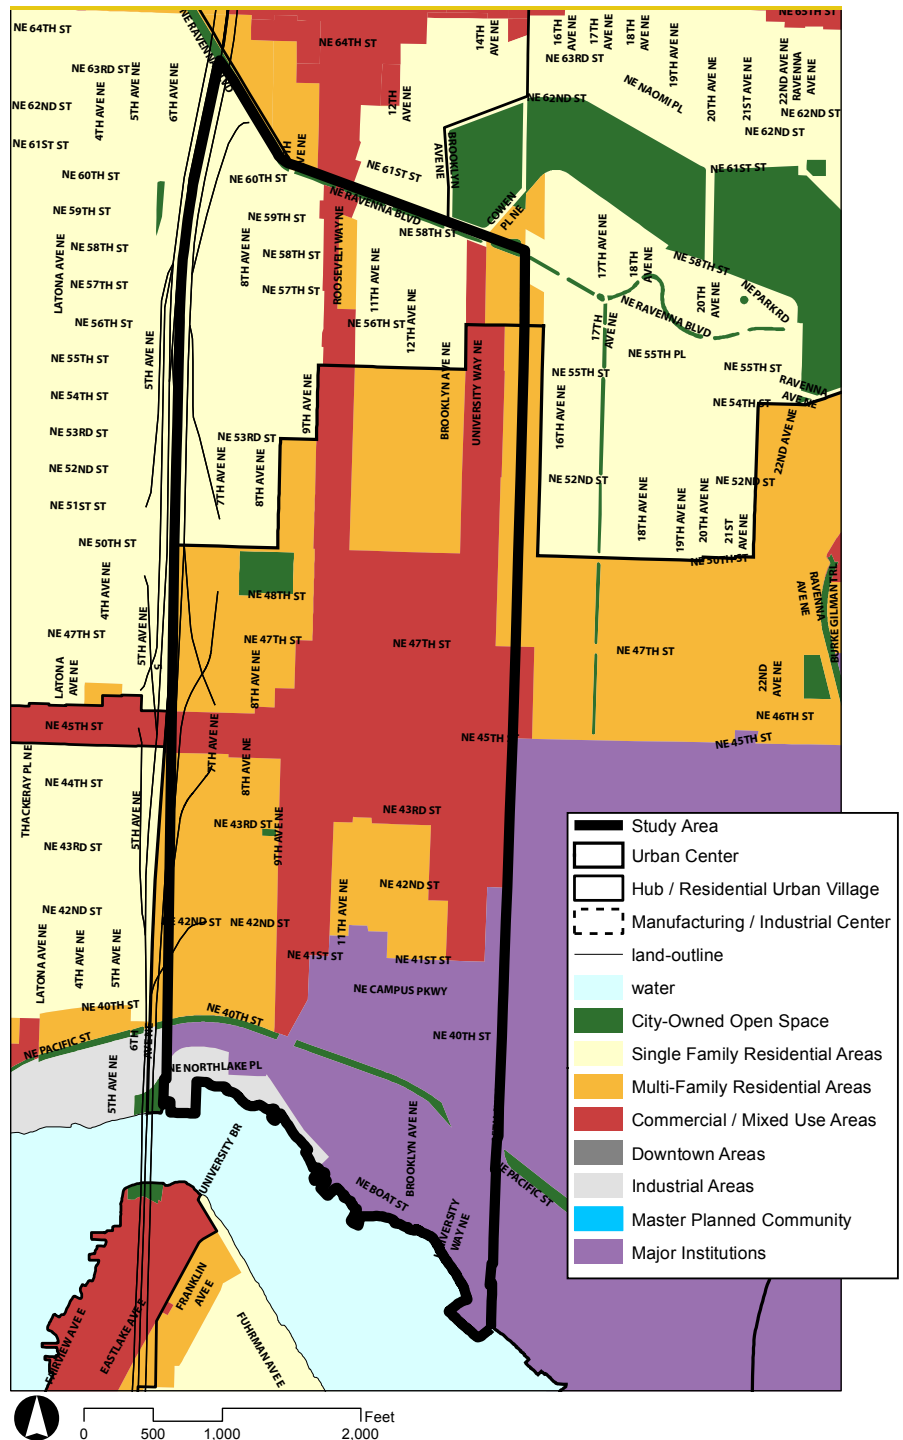 NE 64TH ST
NE RAVENNA BLVD
NE 64TH ST
14TH
AVE NE
16TH
AVE NE
17TH
AVE NE
18TH
AVE NE
NE 65TH ST
NE 63RD ST
4TH AVE NE
5TH AVE NE
6TH AVE NE
12TH
AVE NE
NE 63RD ST
19TH AVE NE
20TH AVE NE
21ST AVE NE
22ND AVE NE
RAVENNA
AVE NE
NE NAOMI PL
NE 62ND ST
NE 62ND ST
NE 62ND ST
NE 62ND ST
NE 61ST ST
AVE NE
BROOKLYN
AVE NE
NE 61ST ST
NE 61ST ST
NE 60TH ST
NE 60TH ST
NE RAVENNA BLVD
COWEN
PL NE
NE 59TH ST
NE 59TH ST
NE 58TH ST
ROOSEVELT WAY NE
LATONA AVE NE
NE 58TH ST
8TH AVE NE
NE 58TH ST
11TH AVE NE
17TH AVE NE
18TH
AVE NE
NE 58TH ST
NE 57TH ST
NE 57TH ST
20TH
AVE NE
NE PARK RD
NE RAVENNA BLVD
NE 56TH ST
5TH AVE NE
NE 56TH ST
12TH AVE NE
17TH
AVE NE
NE 55TH ST
NE 55TH PL
NE 55TH ST
NE 55TH ST
RAVENNA
AVE NE
NE 54TH ST
9TH AVE NE
BROOKLYN AVE NE
UNIVERSITY WAY NE
16TH AVE NE
NE 54TH ST
22ND AVE NE
NE 53RD ST
NE 53RD ST
NE 52ND ST
7TH AVE NE
8TH AVE NE
NE 52ND ST
NE 52ND ST
NE 51ST ST
18TH AVE NE
19TH AVE NE
20TH AVE NE
21ST
AVE NE
NE 50TH ST
NE 50TH ST
4TH AVE NE
NE 48TH ST
RAVENNA
AVE NE
BURKE GILMAN TRL
NE 47TH ST
5TH AVE NE
NE 47TH ST
NE 47TH ST
NE 47TH ST
LATONA
AVE NE
5
8TH AVE NE
22ND
AVE NE
NE 45TH ST
7TH AVE NE
NE 45TH ST
NE 46TH ST
NE 45TH ST
THACKERAY PL NE
NE 44TH ST
5TH AVE NE
8TH AVE NE
NE 43RD ST
NE 43RD ST
9TH AVE NE
NE 43RD ST
NE 42ND ST
NE 42ND ST
NE 42ND ST
NE 42ND ST
11TH AVE NE
LATONA AVE NE
4TH AVE NE
5TH AVE NE
NE 41ST ST
NE 41ST ST
NE CAMPUS PKWY
NE 40TH ST
NE 40TH ST
NE 40TH ST
NE PACIFIC ST
6TH
AVE NE
5TH AVE NE
NE NORTHLAKE PL
BROOKLYN AVE NE
UNIVERSITY BR
NE BOAT ST
UNIVERSITY
WAY NE
NE PACIFIC ST
FAIRVIEW AVE E
EASTLAKE AVE E
FRANKLIN
AVE E
FUHRMAN AVE E
Study Area
Urban Center
Hub / Residential Urban Village
Manufacturing / Industrial Center
land-outline
water
City-Owned Open Space
Single Family Residential Areas
Multi-Family Residential Areas
Commercial / Mixed Use Areas
Downtown Areas
Industrial Areas
Master Planned Community
Major Institutions
Feet
0 500 1,000 2,000